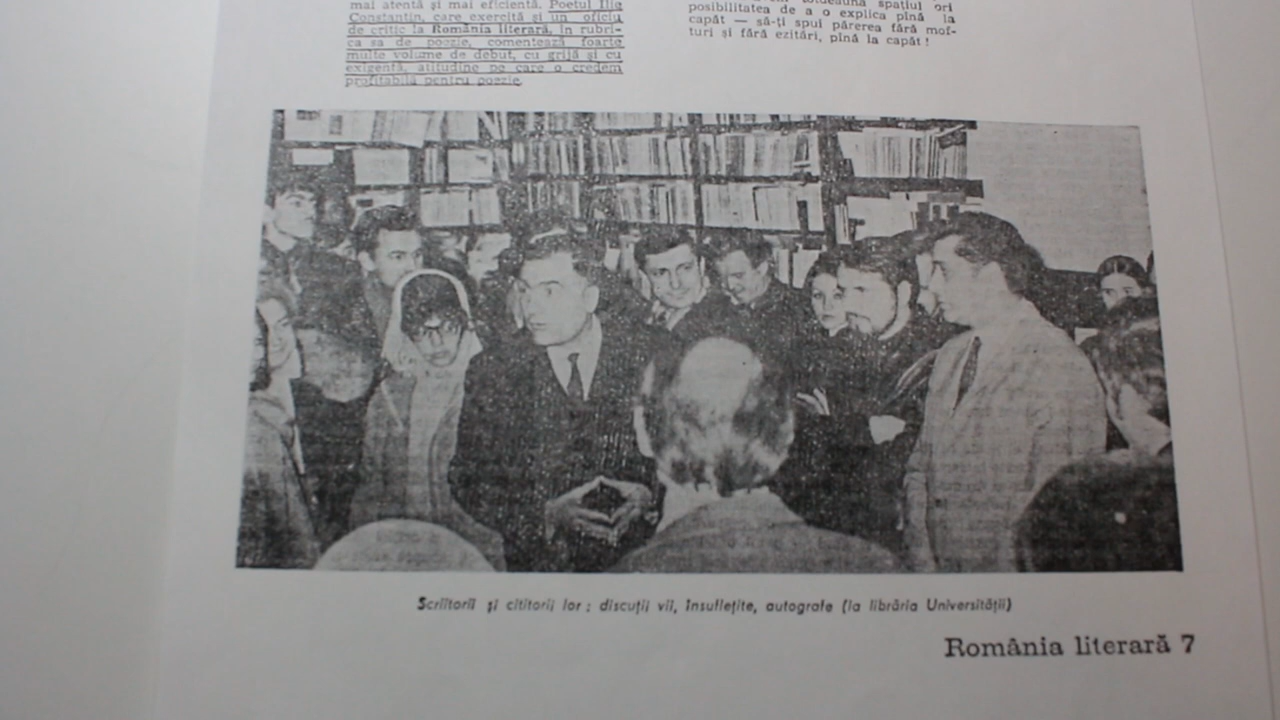 mai atentă și mai eficientă. Poetul Ilie
Constantin, care exercită și un oficiu
de critic la România literară, în rubri-
ca sa de poezie, comentează foarte
multe volume de debut, cu grijă și cu
exigență, atitudine pe care o credem
profitabilă pentru poezie.
totdeauna spațiul ori
posibilitatea de a o explica pînă la
capăt — să-ți spui părerea fără mof-
turi și fără ezitări, pînă la capăt !
Scriitorii și cititorii lor : discuții vii, însuflețite, autografe (la librăria Universității)
România literară 7